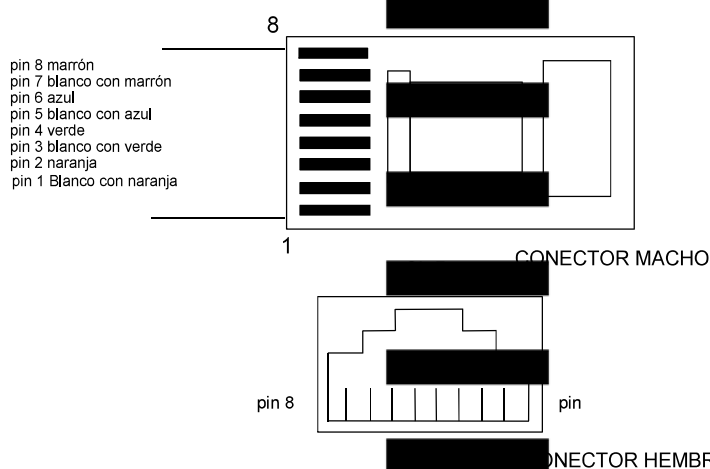 8
pin 8 marrón
pin 7 blanco con marrón
pin 6 azul
pin 5 blanco con azul
pin 4 verde
pin 3 blanco con verde
pin 2 naranja
pin 1 Blanco con naranja
1
CONECTOR MACHO
pin 8
pin